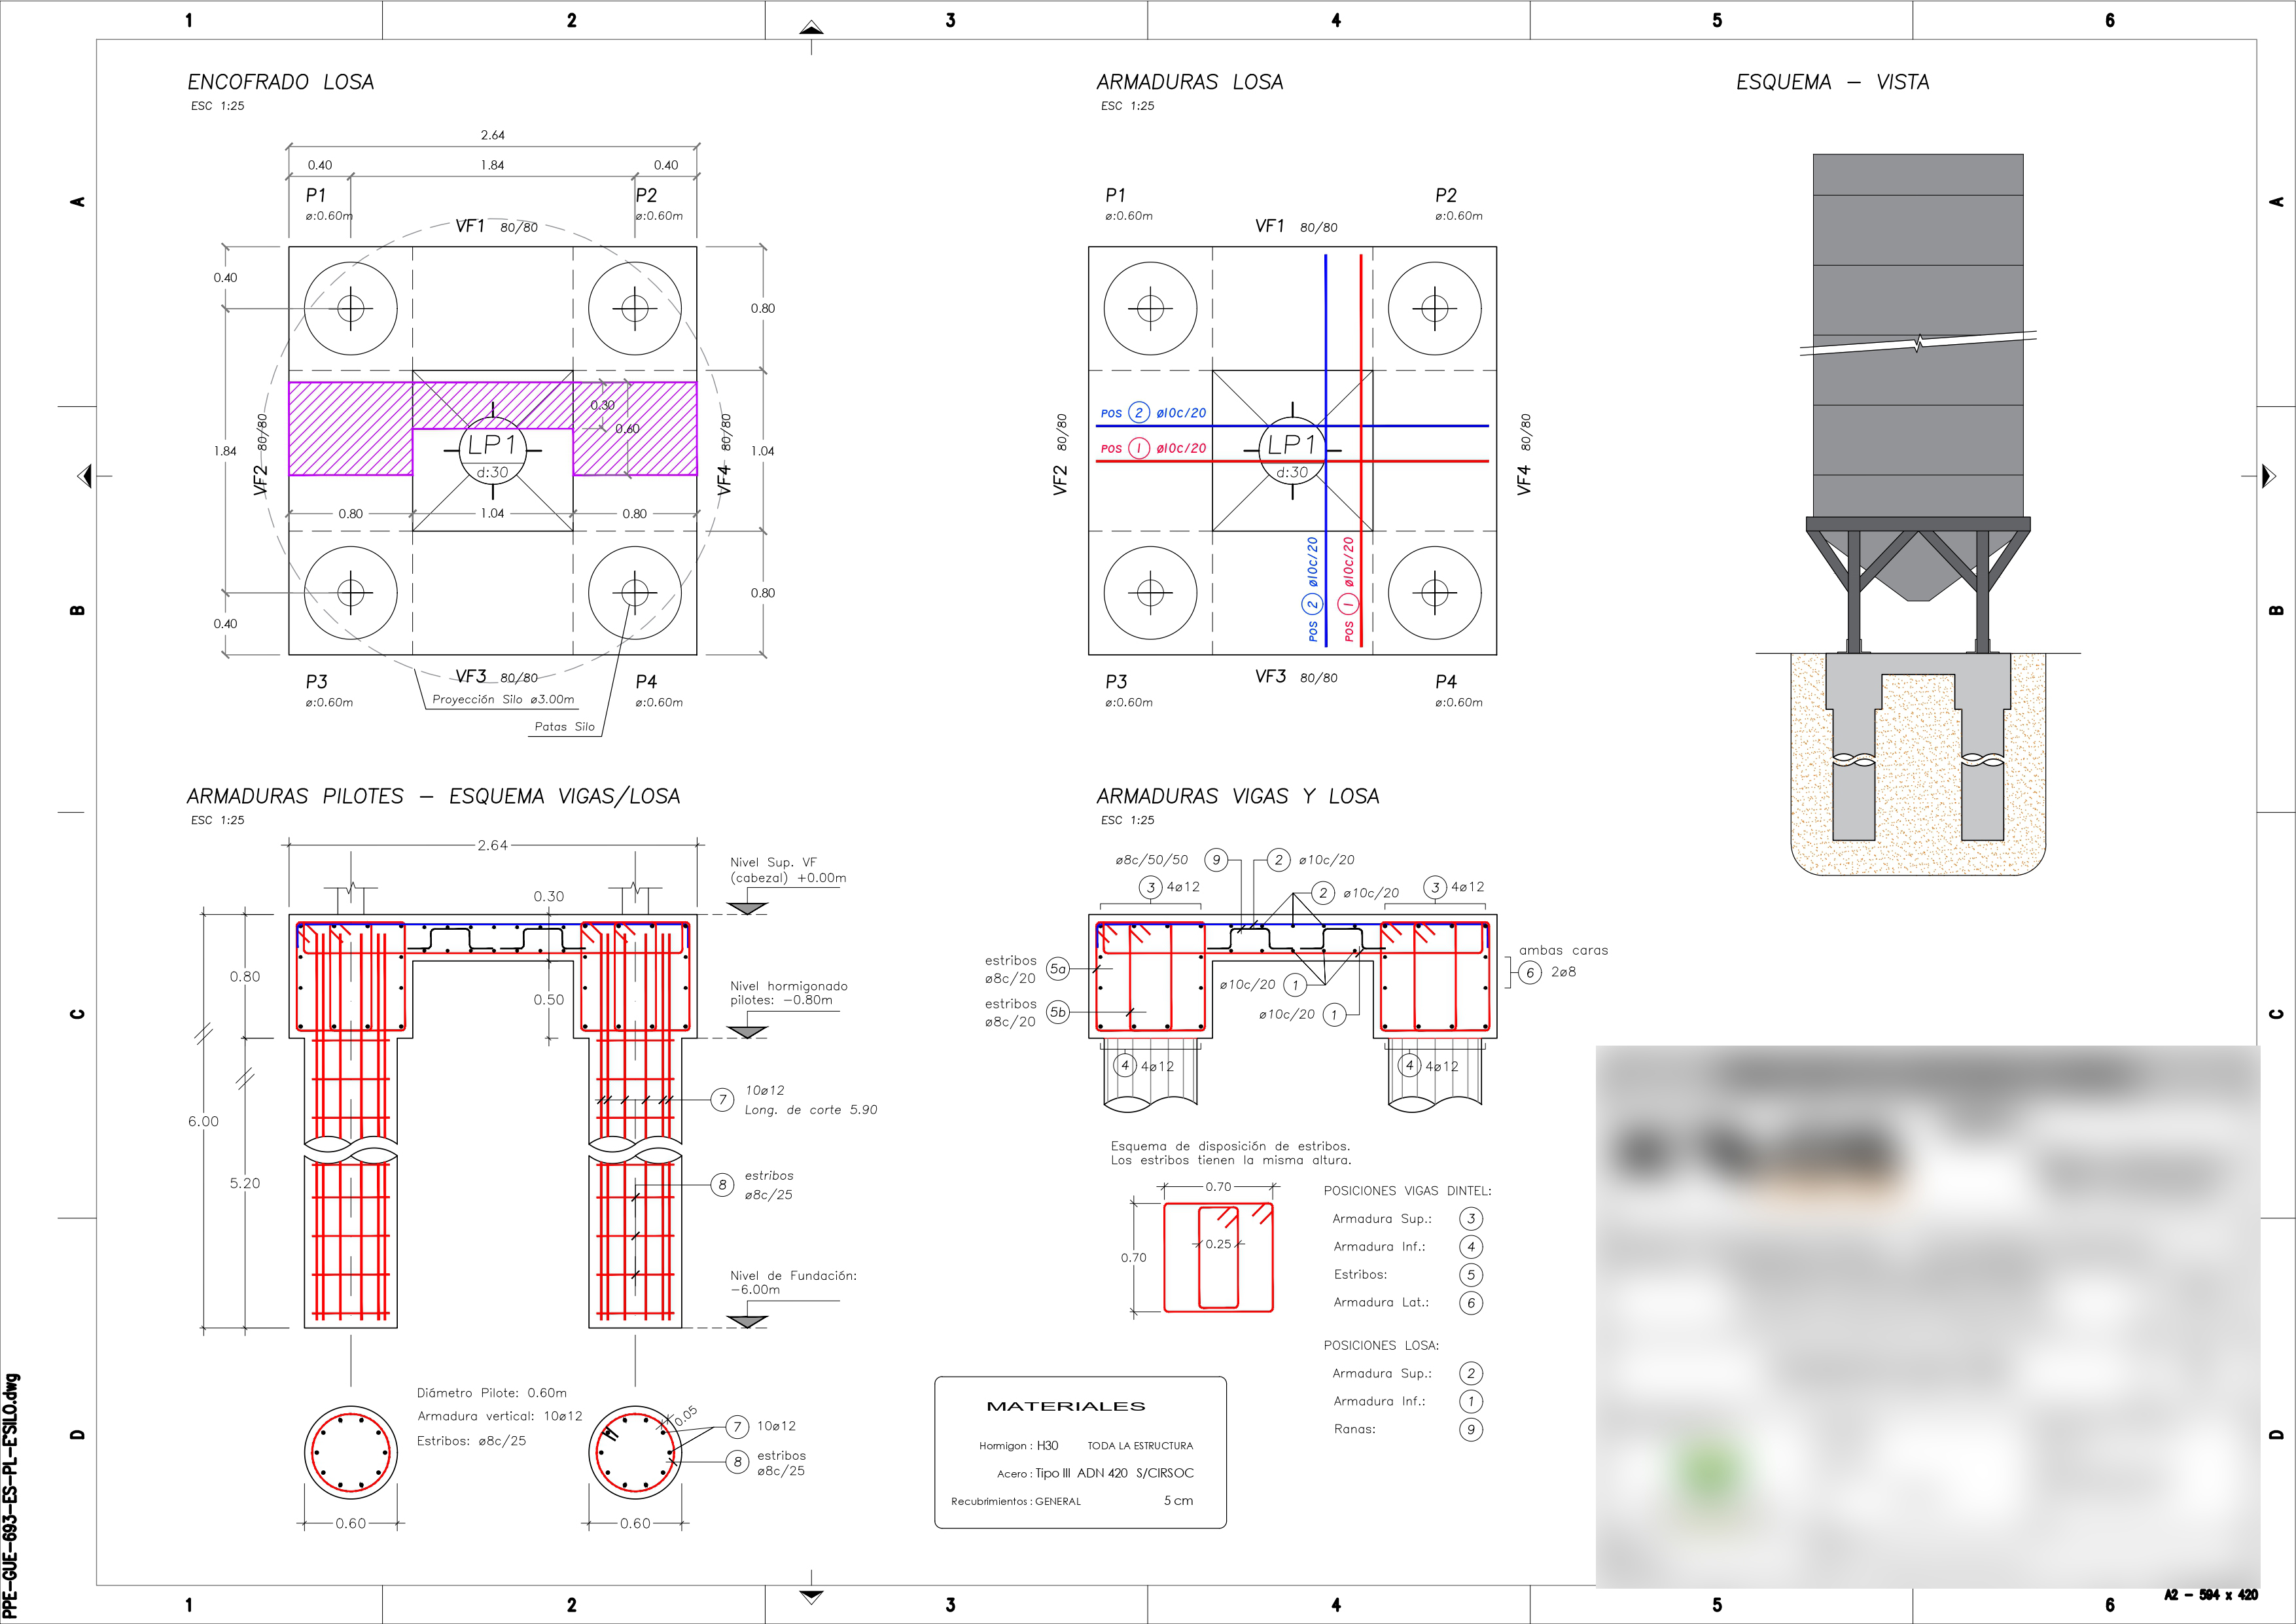 1 2 3 4 5 6
A
B
C
D
A
B
C
D
ENCOFRADO LOSA
ESC 1:25
2.64
0.40 1.84 0.40
P1
ø:0.60m
P2
ø:0.60m
VF1 80/80
0.40
1.84
0.40
0.80
1.04
0.80
VF2 80/80
VF4 80/80
0.30
0.60
LP1
d:30
0.80 1.04 0.80
P3
ø:0.60m
VF3 80/80
P4
ø:0.60m
Proyección Silo ø3.00m
Patas Silo
ARMADURAS LOSA
ESC 1:25
P1
ø:0.60m
P2
ø:0.60m
VF1 80/80
VF2 80/80
VF4 80/80
POS 2 ø10c/20
POS 1 ø10c/20
LP1
d:30
POS 2 ø10c/20
POS 1 ø10c/20
P3
ø:0.60m
VF3 80/80
P4
ø:0.60m
ESQUEMA – VISTA
ARMADURAS PILOTES – ESQUEMA VIGAS/LOSA
ESC 1:25
2.64
Nivel Sup. VF
(cabezal) +0.00m
0.30
0.80
0.50
Nivel hormigonado
pilotes: –0.80m
6.00
5.20
7 10ø12
Long. de corte 5.90
8 estribos
ø8c/25
Nivel de Fundación:
–6.00m
Diámetro Pilote: 0.60m
Armadura vertical: 10ø12
Estribos: ø8c/25
0.05
7 10ø12
8 estribos
ø8c/25
0.60
0.60
ARMADURAS VIGAS Y LOSA
ESC 1:25
ø8c/50/50 9 2 ø10c/20
3 4ø12
2 ø10c/20
3 4ø12
estribos
ø8c/20 5a
estribos
ø8c/20 5b
ø10c/20 1
ø10c/20 1
ambas caras
6 2ø8
4 4ø12
4 4ø12
Esquema de disposición de estribos.
Los estribos tienen la misma altura.
0.70
0.70
0.25
POSICIONES VIGAS DINTEL:
Armadura Sup.: 3
Armadura Inf.: 4
Estribos: 5
Armadura Lat.: 6
POSICIONES LOSA:
Armadura Sup.: 2
Armadura Inf.: 1
Ranas: 9
MATERIALES
Hormigon : H30 TODA LA ESTRUCTURA
Acero : Tipo III ADN 420 S/CIRSOC
Recubrimientos : GENERAL 5 cm
PPE-GUE-693-ES-PL-E°SILO.dwg
A2 – 594 x 420
1 2 3 4 5 6